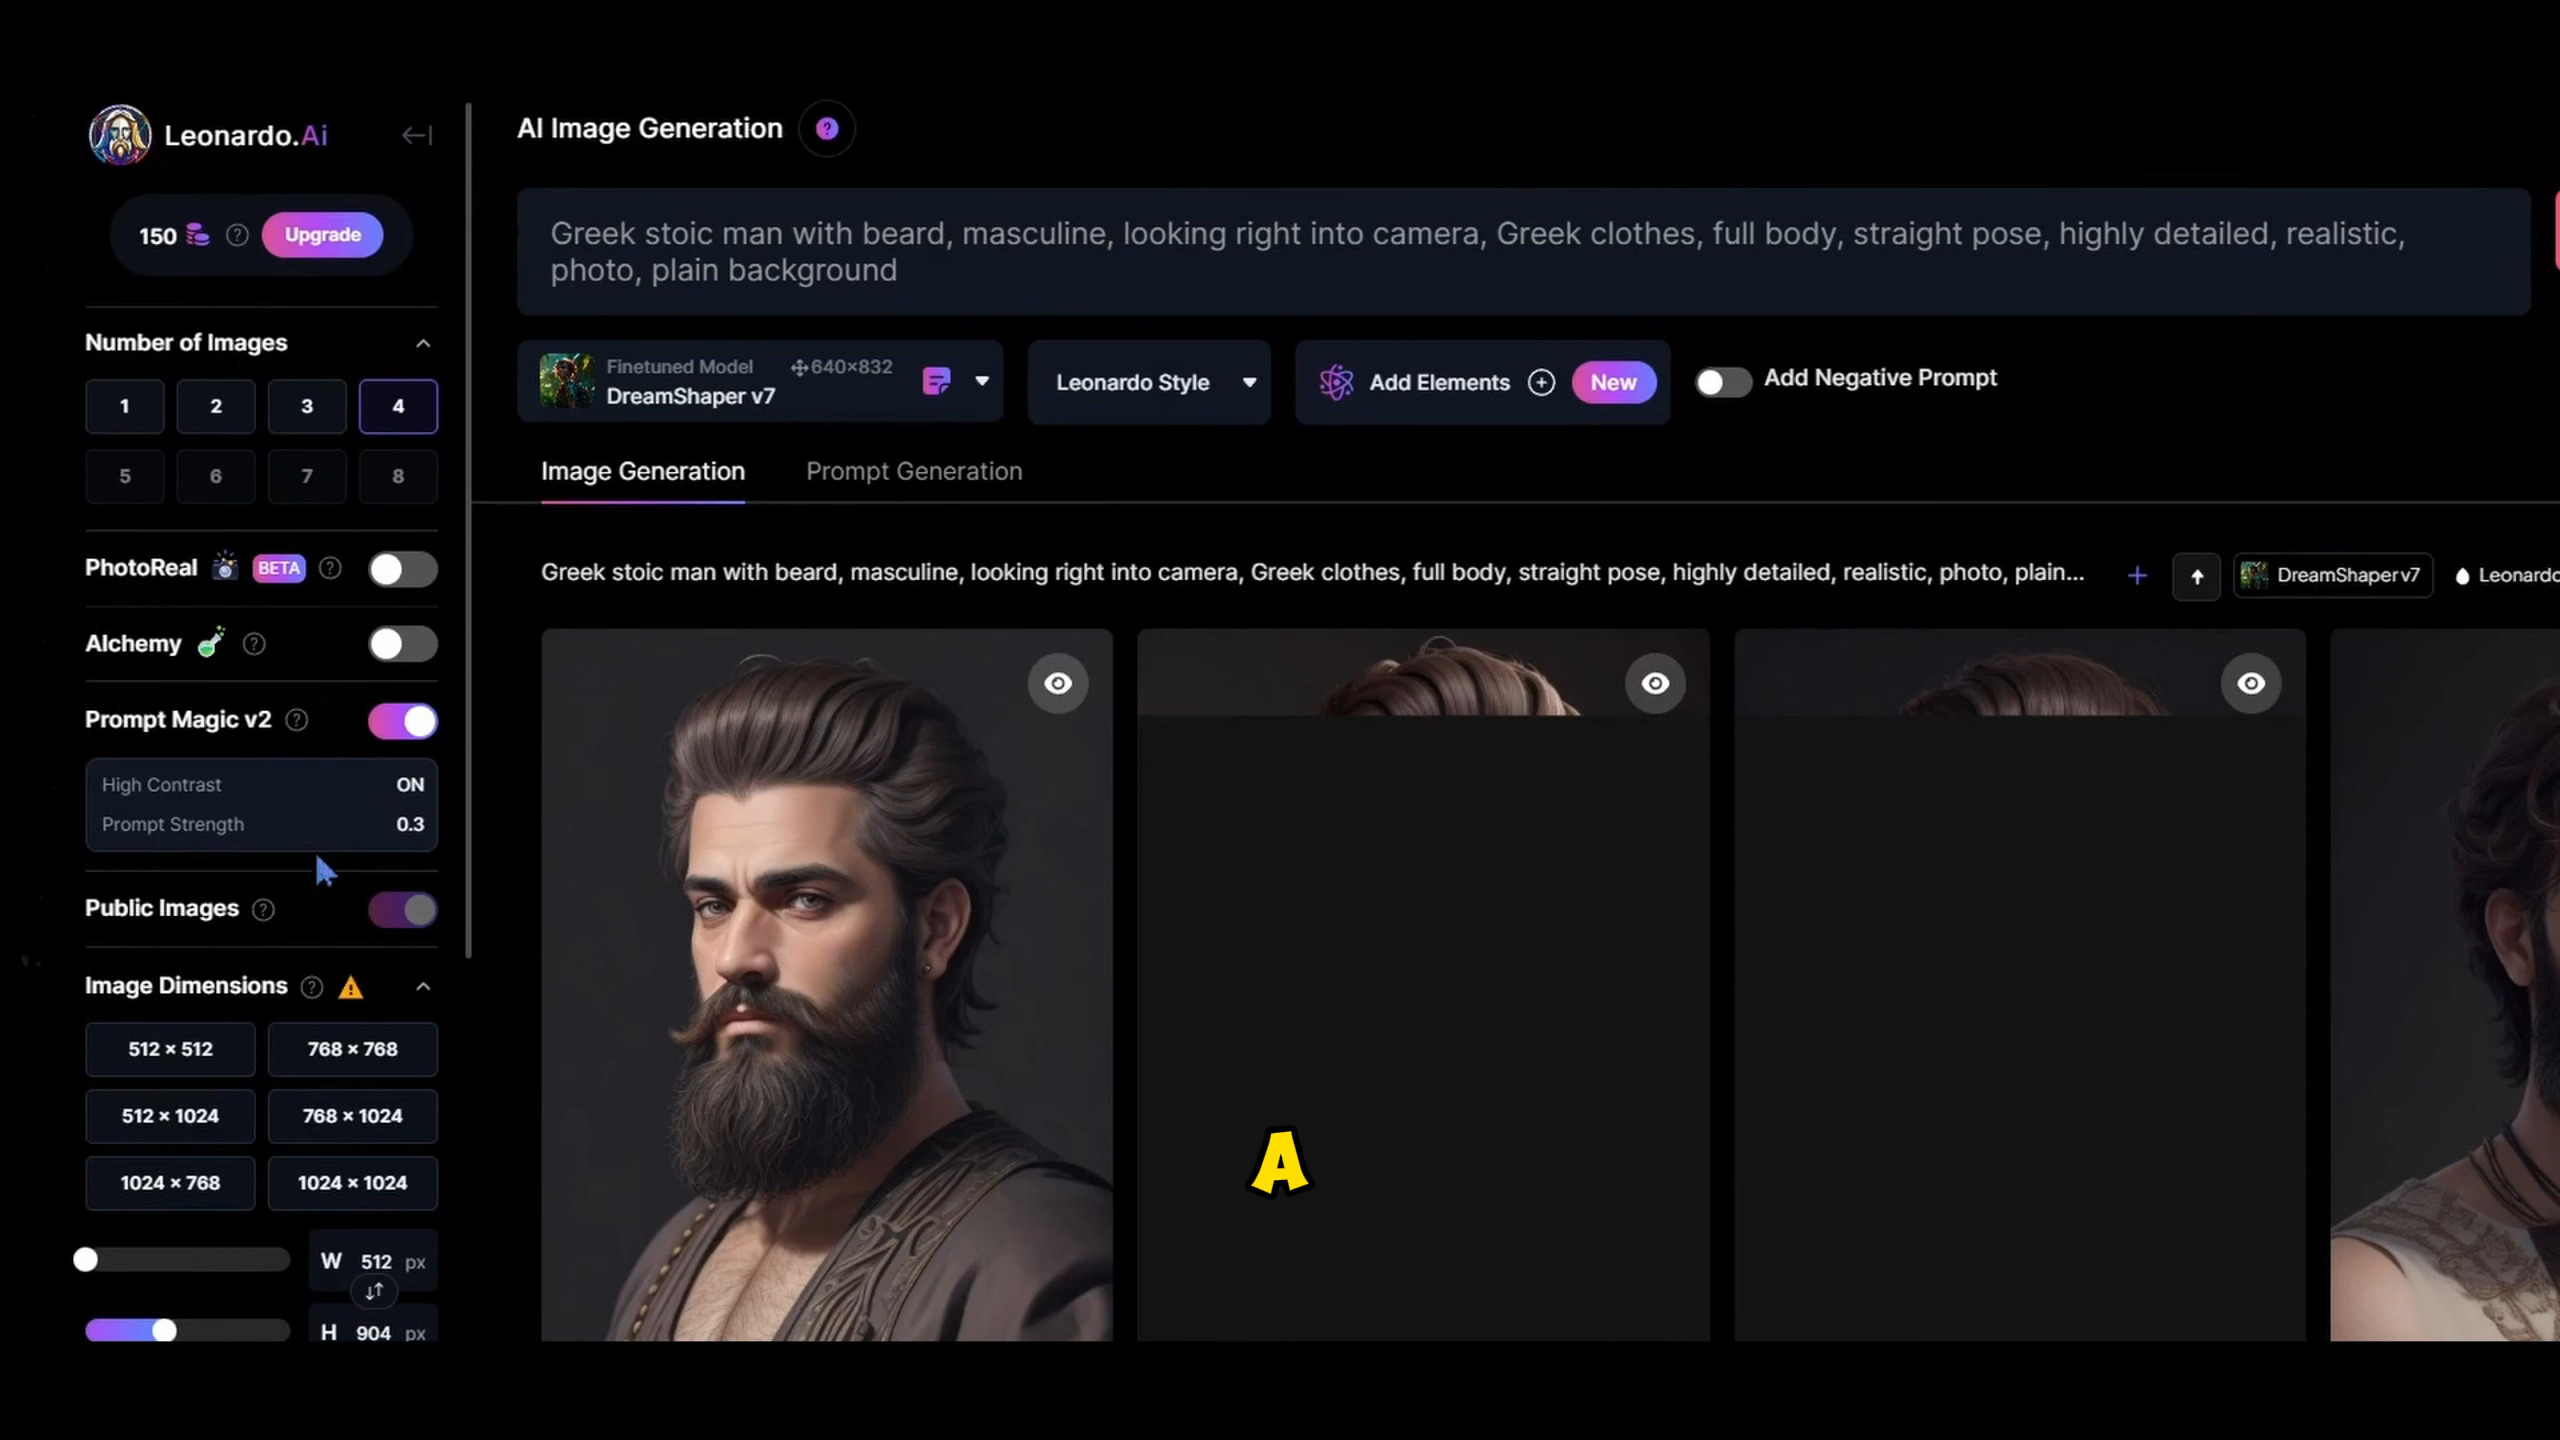 Leonardo.Ai
150
Upgrade
Number of Images
1 2 3 4
5 6 7 8
PhotoReal BETA
Alchemy
Prompt Magic v2
High Contrast ON
Prompt Strength 0.3
Public Images
Image Dimensions
512 × 512 768 × 768
512 × 1024 768 × 1024
1024 × 768 1024 × 1024
W 512 px
H 904 px
AI Image Generation
Greek stoic man with beard, masculine, looking right into camera, Greek clothes, full body, straight pose, highly detailed, realistic,
photo, plain background
Finetuned Model 640×832
DreamShaper v7
Leonardo Style
Add Elements New
Add Negative Prompt
Image Generation Prompt Generation
Greek stoic man with beard, masculine, looking right into camera, Greek clothes, full body, straight pose, highly detailed, realistic, photo, plain...
DreamShaper v7
Leonardo
A